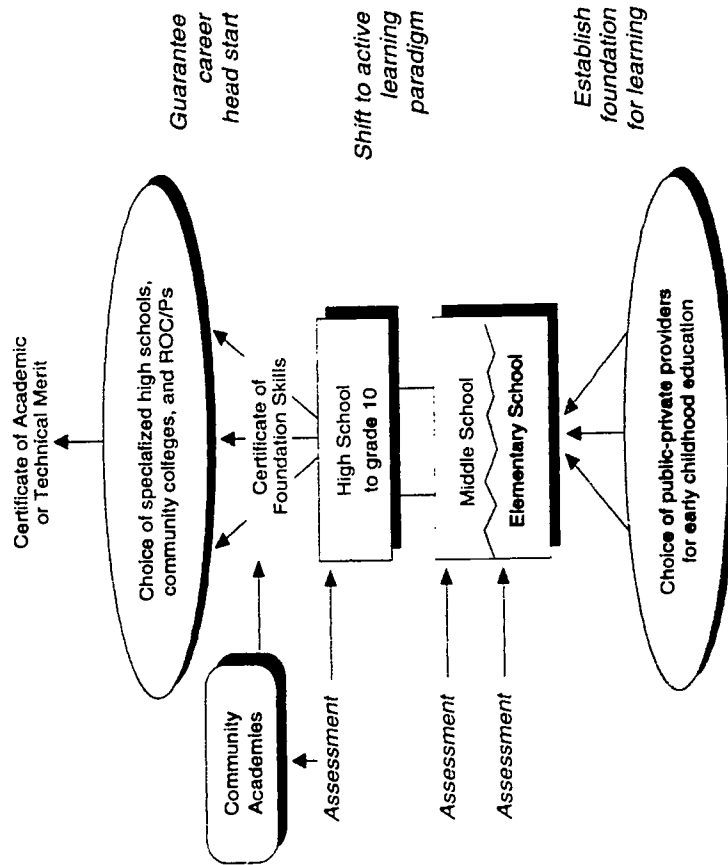 Certificate of Academic
or Technical Merit
Choice of specialized high schools,
community colleges, and ROC/Ps
Guarantee
career
head start
Community
Academies
Certificate of
Foundation Skills
Assessment
High School
to grade 10
Shift to active
learning
paradigm
Assessment
Middle School
Assessment
Elementary School
Choice of public-private providers
for early childhood education
Establish
foundation
for learning